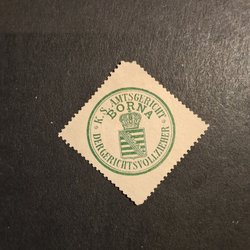 K. S. AMTSGERICHT
BORNA
* DER GERICHTSVOLLZIEHER *